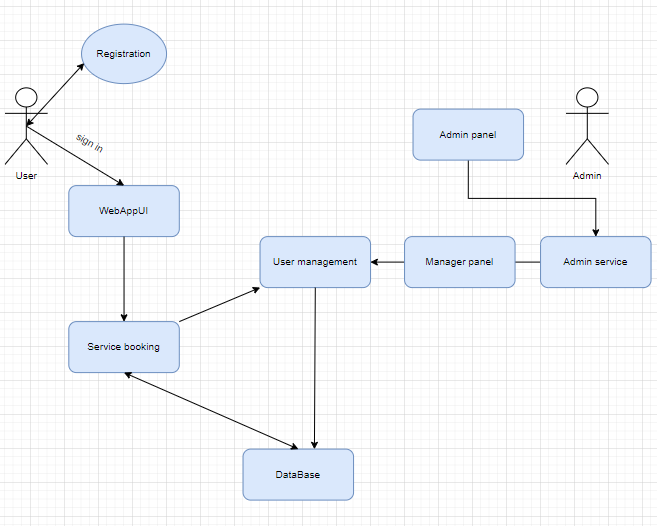 Registration
sign in
User
WebAppUI
Admin panel
Admin
User management
Manager panel
Admin service
Service booking
DataBase